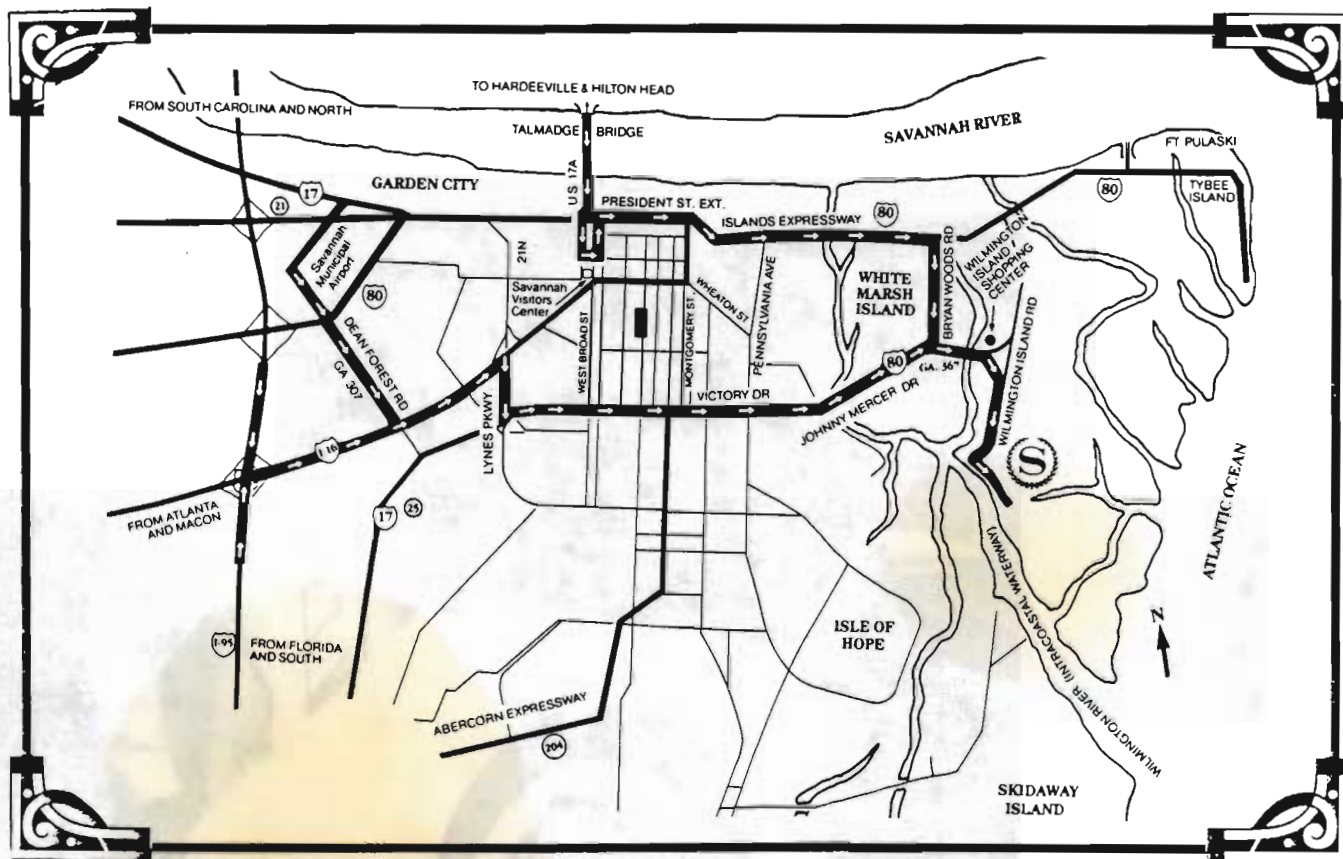 TO HARDEEVILLE & HILTON HEAD
FROM SOUTH CAROLINA AND NORTH
TALMADGE BRIDGE
SAVANNAH RIVER
FT PULASKI
US 17A
GARDEN CITY
17
21
80
TYBEE
ISLAND
PRESIDENT ST. EXT.
ISLANDS EXPRESSWAY
80
Savannah
Municipal
Airport
80
21N
Savannah
Visitors
Center
WHEATON ST
PENNSYLVANIA AVE
WHITE
MARSH
ISLAND
BRYAN WOODS RD
WILMINGTON
ISLAND
SHOPPING
CENTER
DEAN FOREST RD
GA 307
WEST BROAD ST
MONTGOMERY ST.
80
GA. 367
WILMINGTON ISLAND RD
VICTORY DR
JOHNNY MERCER DR
LYNES PKWY
I-16
S
FROM ATLANTA
AND MACON
17
25
ATLANTIC OCEAN
WILMINGTON RIVER (INTRACOASTAL WATERWAY)
N
ISLE OF
HOPE
I-95
FROM FLORIDA
AND SOUTH
ABERCORN EXPRESSWAY
204
SKIDAWAY
ISLAND